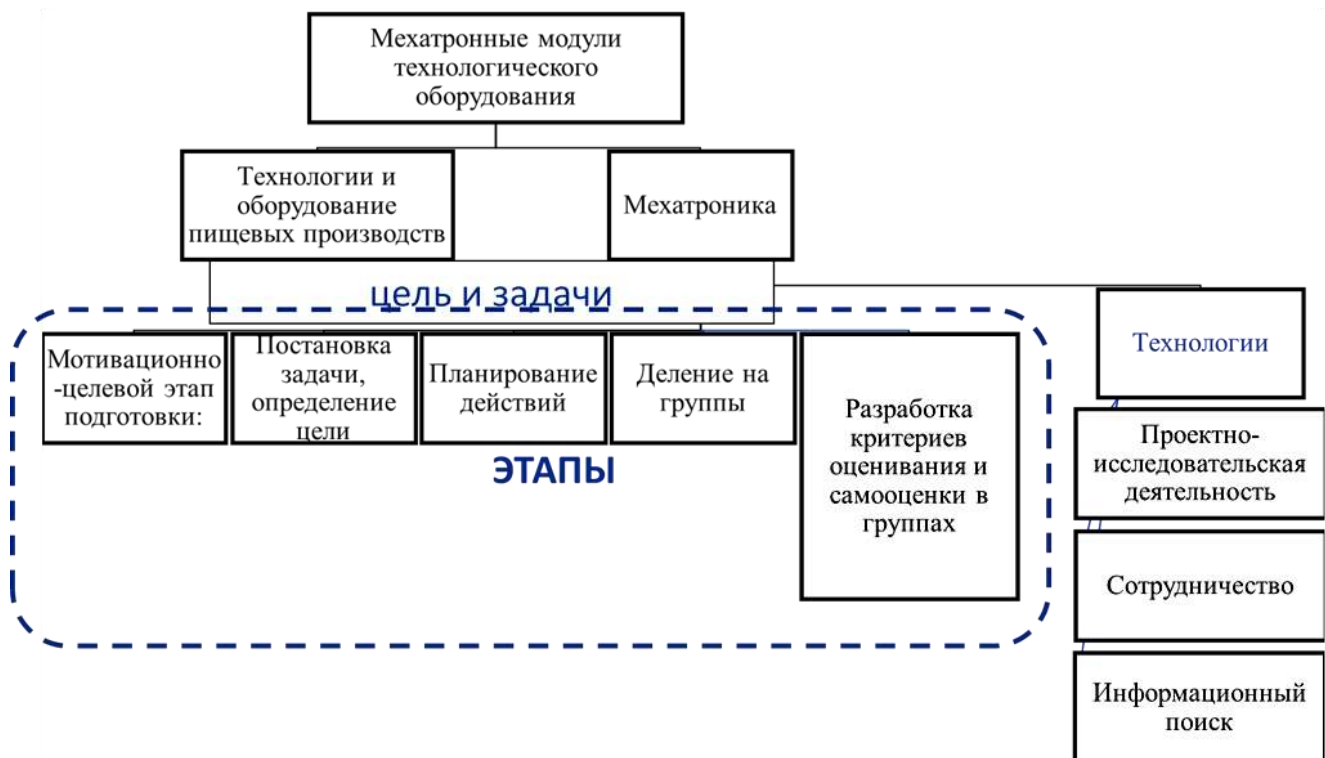 Мехатронные модули
технологического
оборудования
Технологии и
оборудование
пищевых производств
Мехатроника
цель и задачи
Технологии
Мотивационно
-целевой этап
подготовки:
Постановка
задачи,
определение
цели
Планирование
действий
Деление на
группы
Разработка
критериев
оценивания и
самооценки в
группах
ЭТАПЫ
Проектно-
исследовательская
деятельность
Сотрудничество
Информационный
поиск